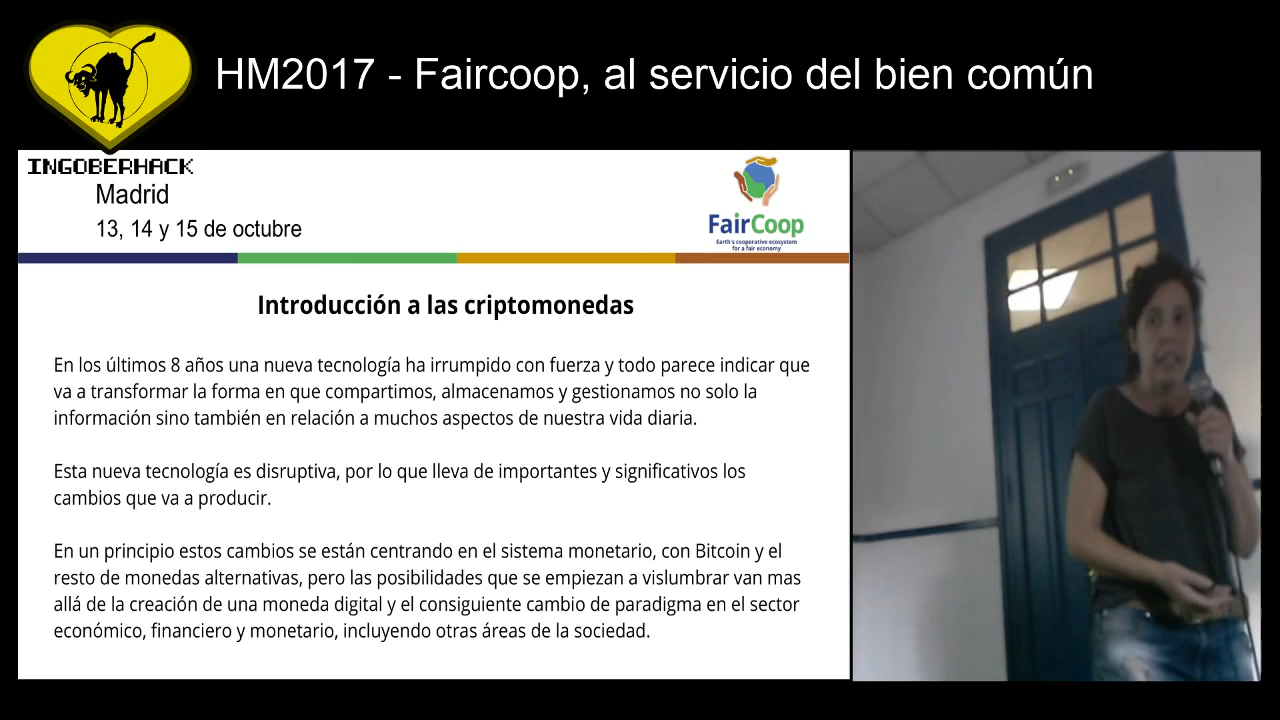 HM2017 - Faircoop, al servicio del bien común
INGOBERHACK
Madrid
13, 14 y 15 de octubre
FairCoop
Earth's cooperative ecosystem
for a fair economy
Introducción a las criptomonedas
En los últimos 8 años una nueva tecnología ha irrumpido con fuerza y todo parece indicar que
va a transformar la forma en que compartimos, almacenamos y gestionamos no solo la
información sino también en relación a muchos aspectos de nuestra vida diaria.
Esta nueva tecnología es disruptiva, por lo que lleva de importantes y significativos los
cambios que va a producir.
En un principio estos cambios se están centrando en el sistema monetario, con Bitcoin y el
resto de monedas alternativas, pero las posibilidades que se empiezan a vislumbrar van mas
allá de la creación de una moneda digital y el consiguiente cambio de paradigma en el sector
económico, financiero y monetario, incluyendo otras áreas de la sociedad.